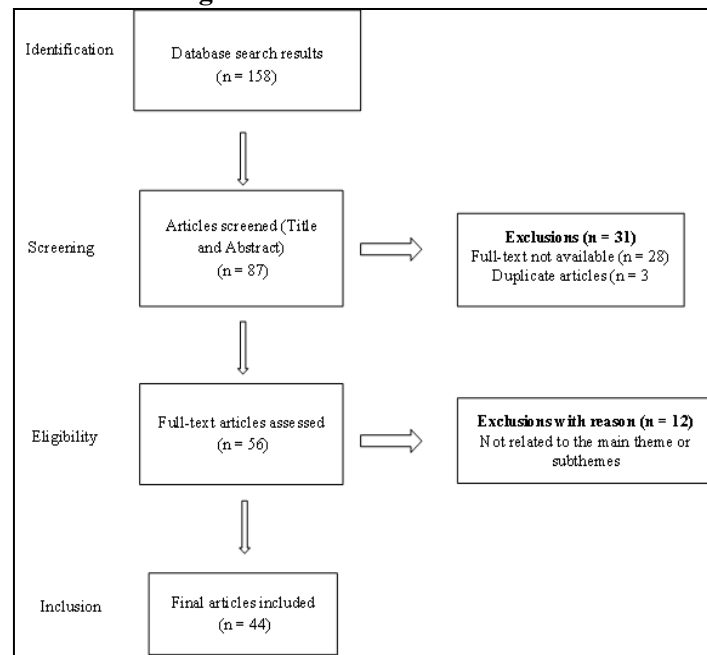 Identification
Database search results
(n = 158)
Screening
Articles screened (Title
and Abstract)
(n = 87)
Exclusions (n = 31)
Full-text not available (n = 28)
Duplicate articles (n = 3
Eligibility
Full-text articles assessed
(n = 56)
Exclusions with reason (n = 12)
Not related to the main theme or
subthemes
Inclusion
Final articles included
(n = 44)